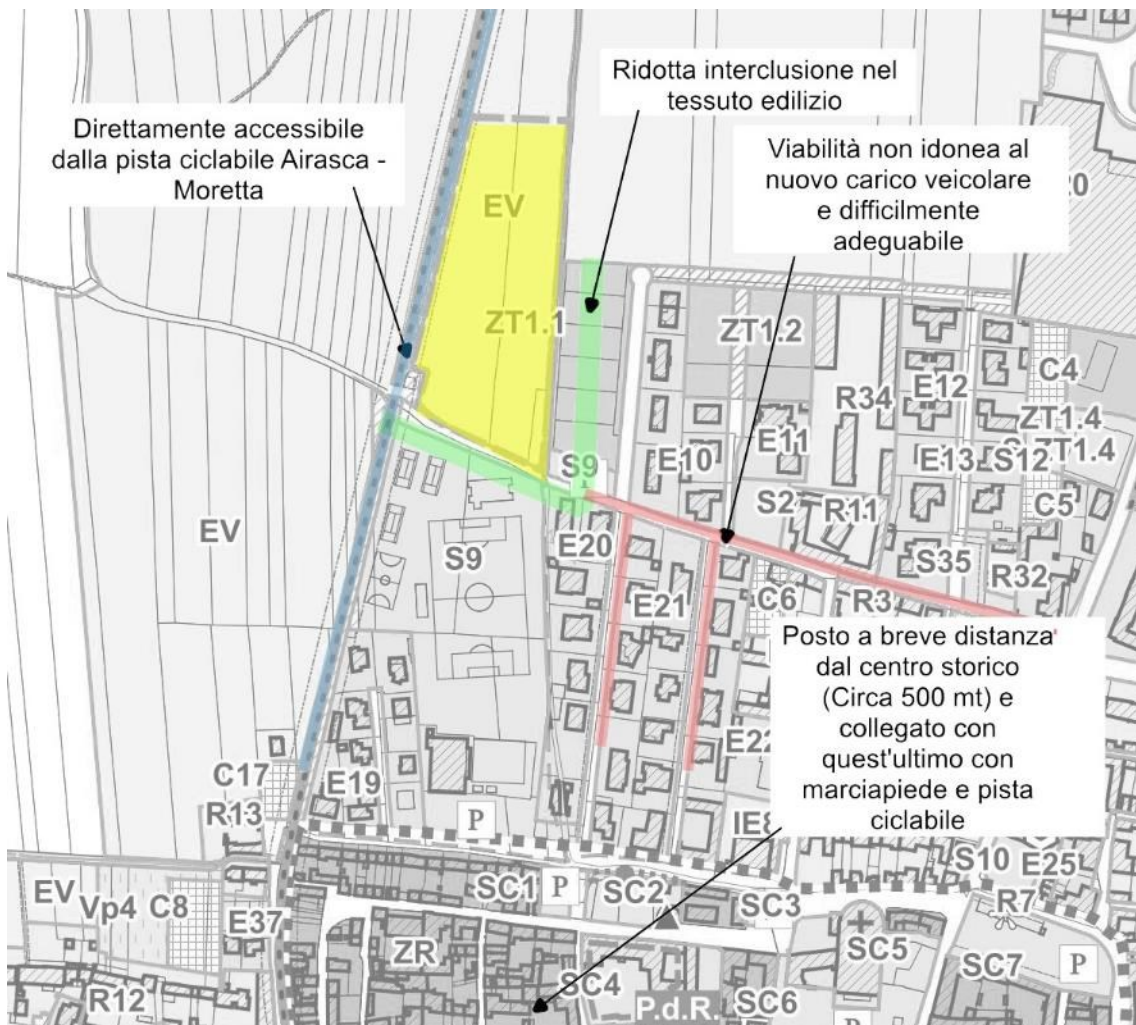 Ridotta interclusione nel
tessuto edilizio
Direttamente accessibile
dalla pista ciclabile Airasca -
Moretta
Viabilità non idonea al
nuovo carico veicolare
e difficilmente
adeguabile
20
EV
ZT1.1
ZT1.2
C4
E12
R34
ZT1.4
ZT1.4
E11
S9
E10
E13
S12
C5
S2
R11
EV
S9
E20
S35
R32
E21
C6
R3
Posto a breve distanza
dal centro storico
(Circa 500 mt) e
collegato con
quest'ultimo con
marciapiede e pista
ciclabile
E22
C17
R13
E19
P
IE8
S10
E25
EV
Vp4
C8
E37
SC1
P
SC2
SC3
R7
ZR
SC4
SC5
SC7
P
R12
P.d.R.
SC6
P